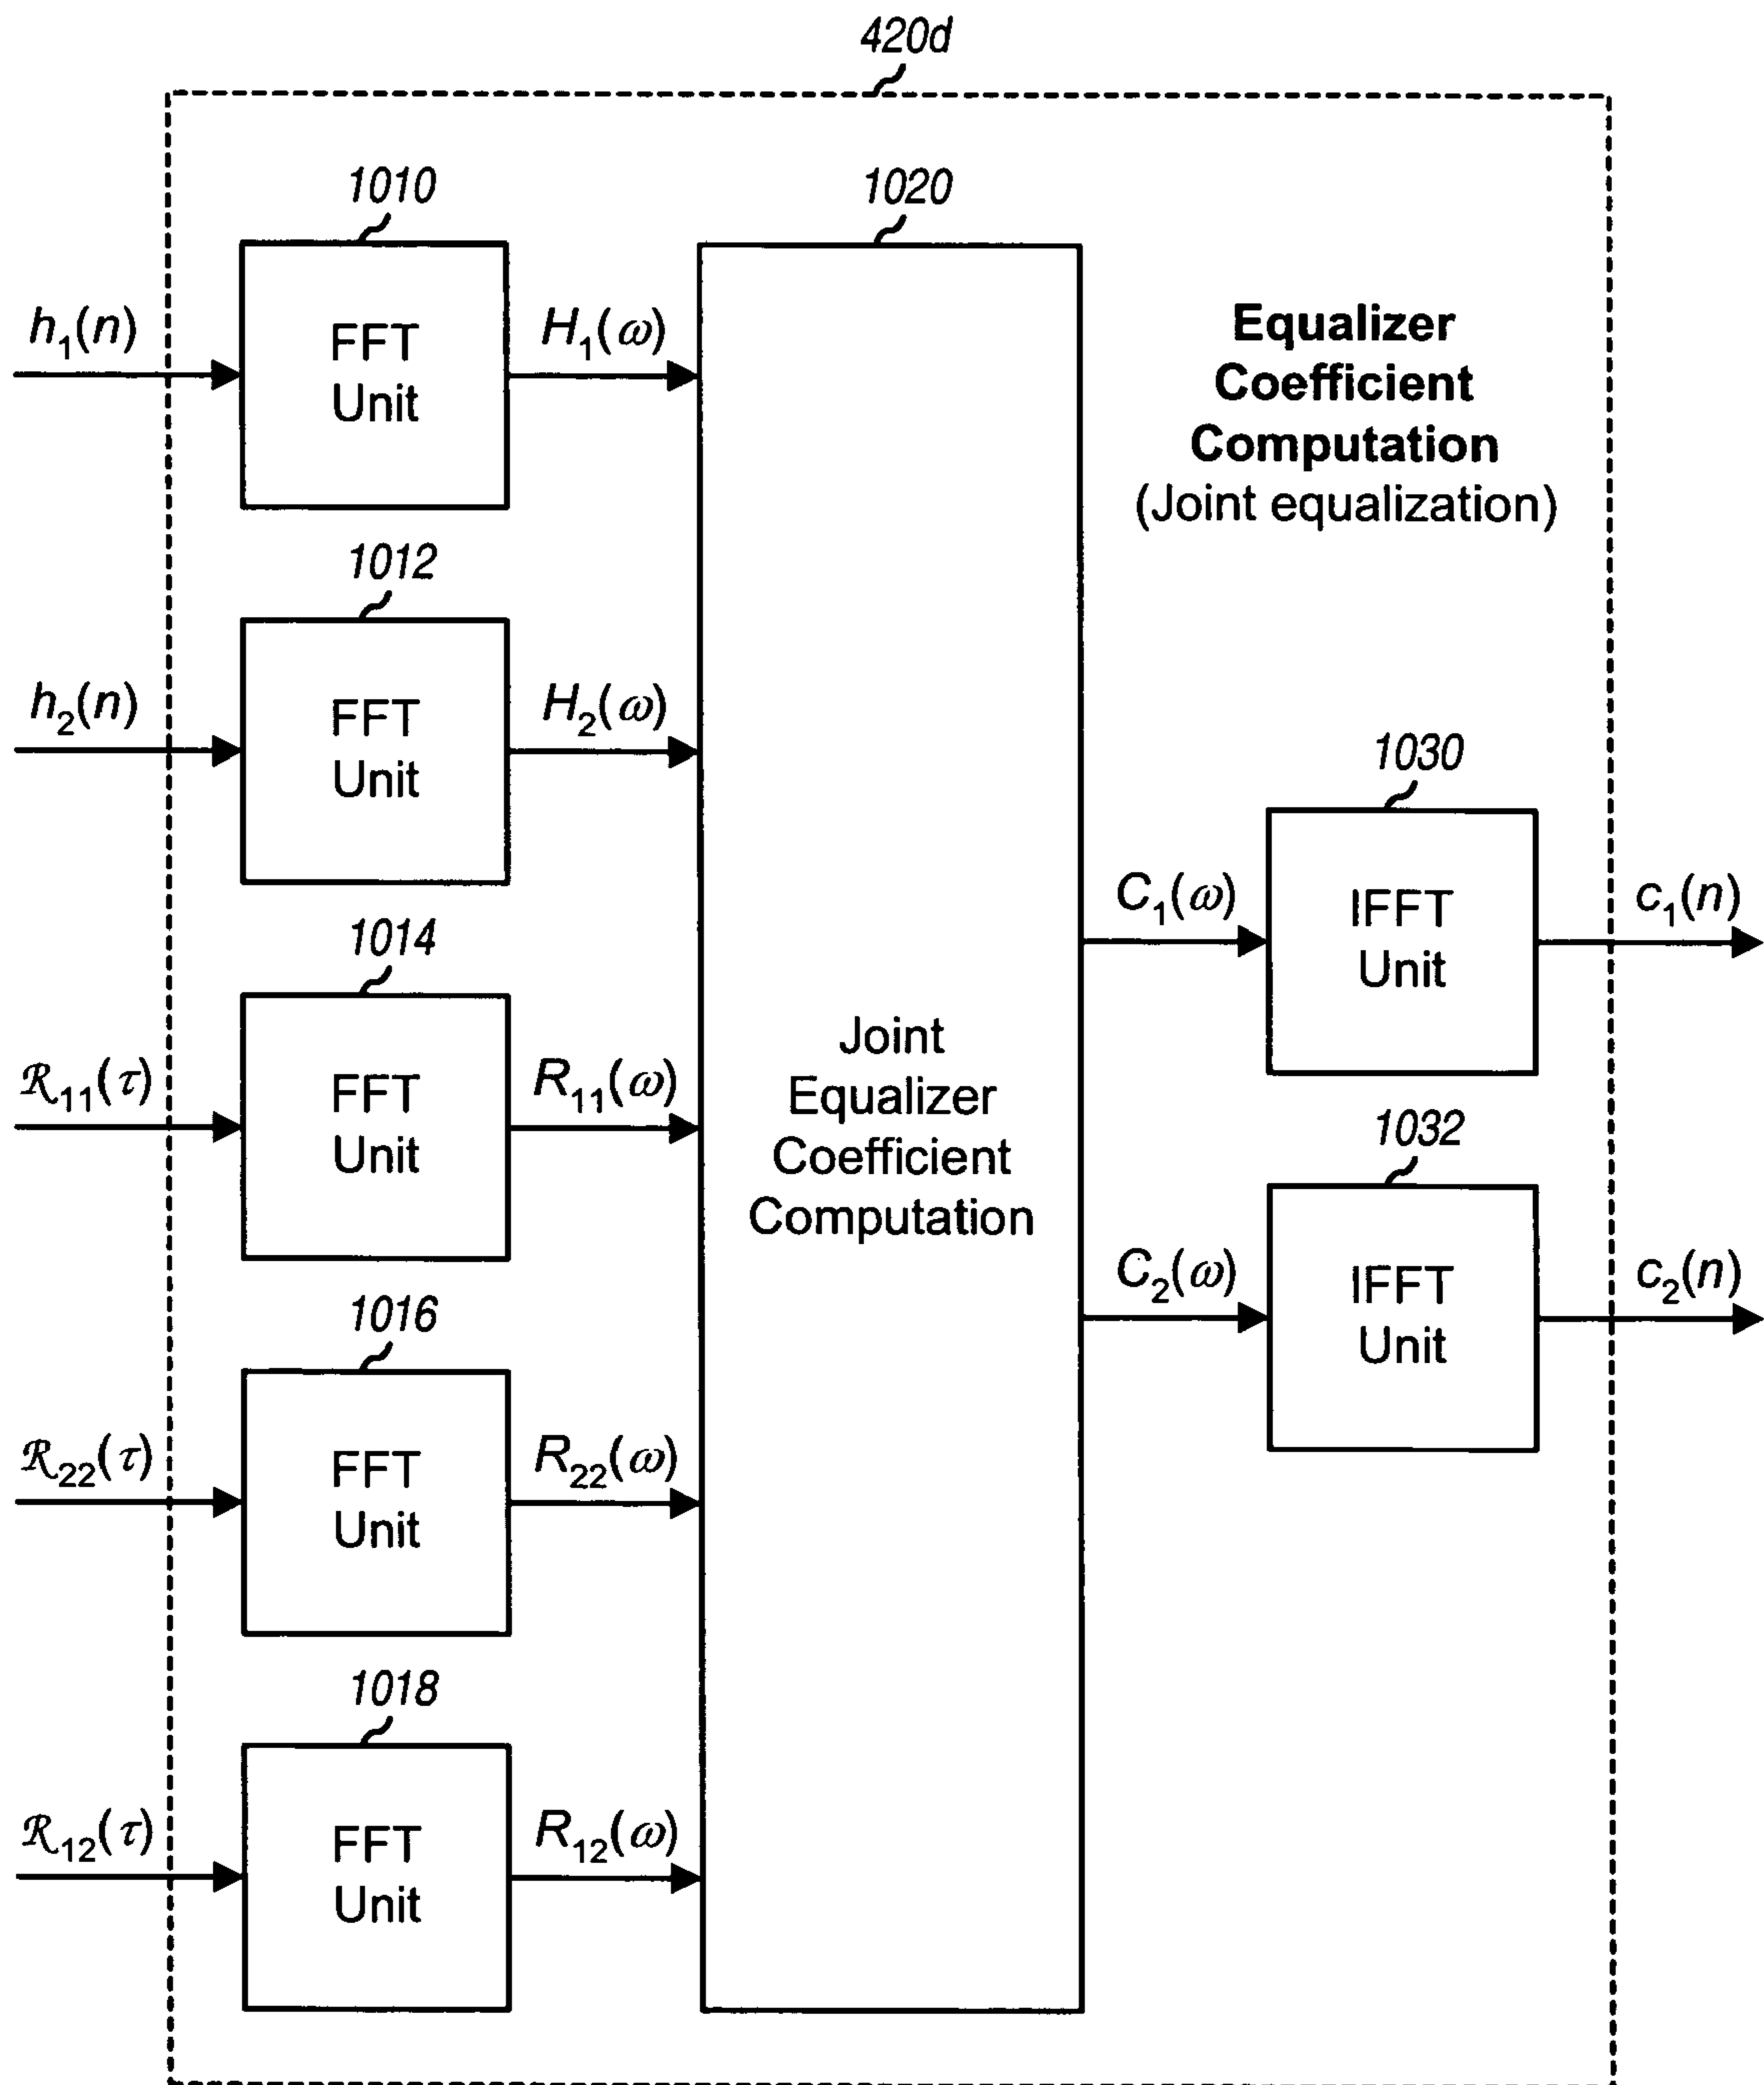 420d
1010
1020
h₁(n)
FFT
Unit
H₁(ω)
Equalizer
Coefficient
Computation
(Joint equalization)
1012
h₂(n)
FFT
Unit
H₂(ω)
1030
C₁(ω)
IFFT
Unit
c₁(n)
1014
ℛ₁₁(τ)
FFT
Unit
R₁₁(ω)
Joint
Equalizer
Coefficient
Computation
1032
C₂(ω)
IFFT
Unit
c₂(n)
1016
ℛ₂₂(τ)
FFT
Unit
R₂₂(ω)
1018
ℛ₁₂(τ)
FFT
Unit
R₁₂(ω)